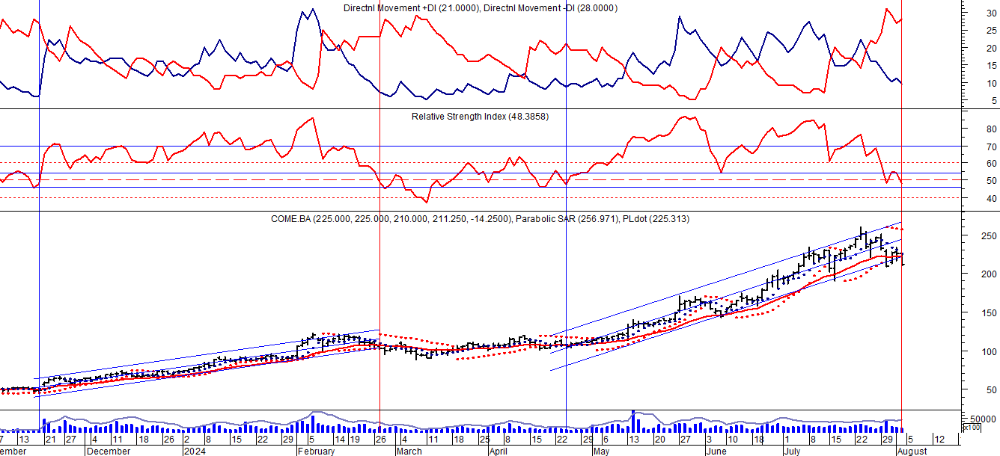 Directnl Movement +DI (21.0000), Directnl Movement -DI (28.0000)
30
25
20
15
10
5
Relative Strength Index (48.3858)
80
70
60
50
40
COME.BA (225.000, 225.000, 210.000, 211.250, -14.2500), Parabolic SAR (256.971), PLdot (225.313)
250
200
150
100
50
50000
x100
7 13 21 27 4 11 18 26 2 8 15 22 29 5 14 19 26 4 11 18 25 8 15 22 29 6 13 20 27 3 10 18 1 8 15 22 29 5 12
ember December 2024 February March April May June July August